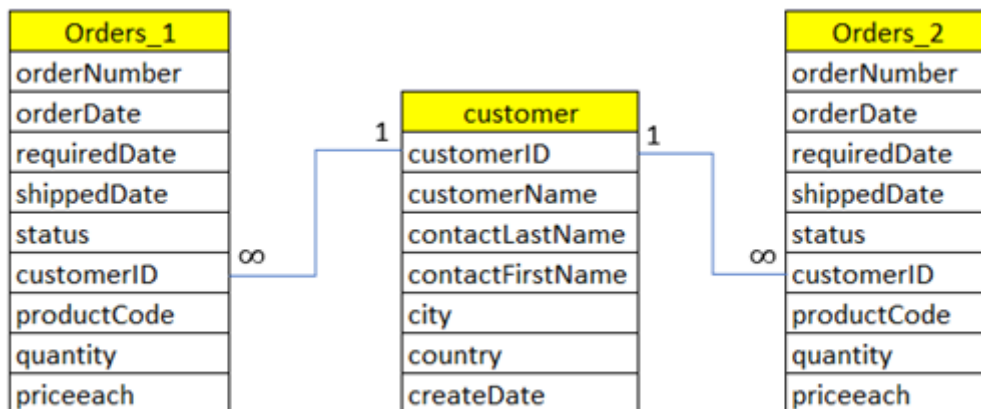 Orders_1
orderNumber
orderDate
requiredDate
shippedDate
status
customerID
productCode
quantity
priceeach
∞
1
customer
customerID
customerName
contactLastName
contactFirstName
city
country
createDate
1
∞
Orders_2
orderNumber
orderDate
requiredDate
shippedDate
status
customerID
productCode
quantity
priceeach